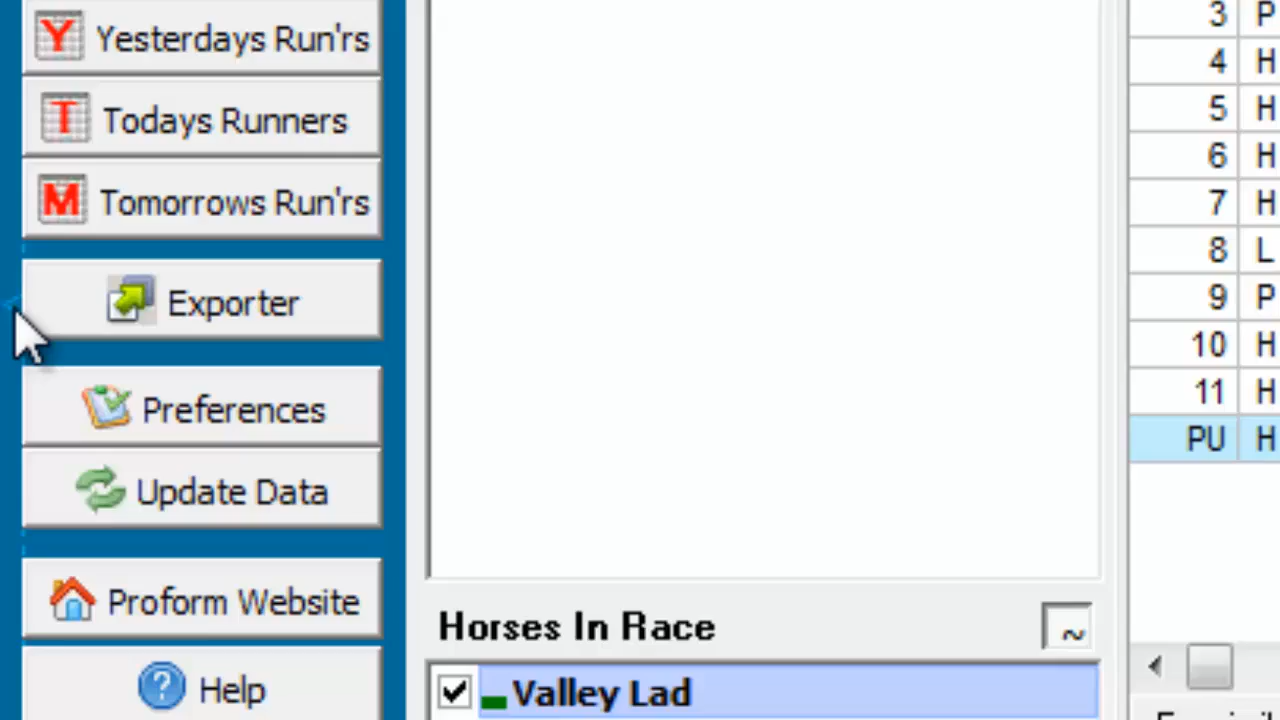 Yesterdays Run'rs
Todays Runners
Tomorrows Run'rs
Exporter
Preferences
Update Data
Proform Website
Help
Horses In Race
~
Valley Lad
3 P
4 H
5 H
6 H
7 H
8 L
9 P
10 H
11 H
PU H